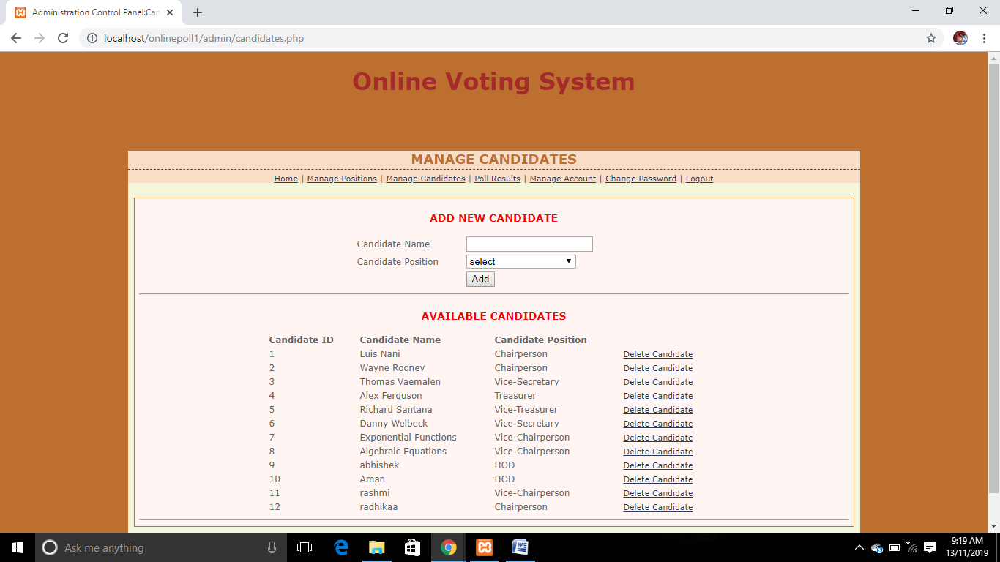 Administration Control Panel:Can
localhost/onlinepoll1/admin/candidates.php
Online Voting System
MANAGE CANDIDATES
Home | Manage Positions | Manage Candidates | Poll Results | Manage Account | Change Password | Logout
ADD NEW CANDIDATE
Candidate Name
Candidate Position select
Add
AVAILABLE CANDIDATES
Candidate ID Candidate Name Candidate Position
1 Luis Nani Chairperson Delete Candidate
2 Wayne Rooney Chairperson Delete Candidate
3 Thomas Vaemalen Vice-Secretary Delete Candidate
4 Alex Ferguson Treasurer Delete Candidate
5 Richard Santana Vice-Treasurer Delete Candidate
6 Danny Welbeck Vice-Secretary Delete Candidate
7 Exponential Functions Vice-Chairperson Delete Candidate
8 Algebraic Equations Vice-Chairperson Delete Candidate
9 abhishek HOD Delete Candidate
10 Aman HOD Delete Candidate
11 rashmi Vice-Chairperson Delete Candidate
12 radhikaa Chairperson Delete Candidate
Ask me anything
9:19 AM
13/11/2019